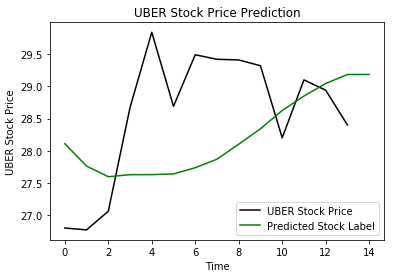 UBER Stock Price Prediction
UBER Stock Price
29.5
29.0
28.5
28.0
27.5
27.0
0 2 4 6 8 10 12 14
Time
UBER Stock Price
Predicted Stock Label